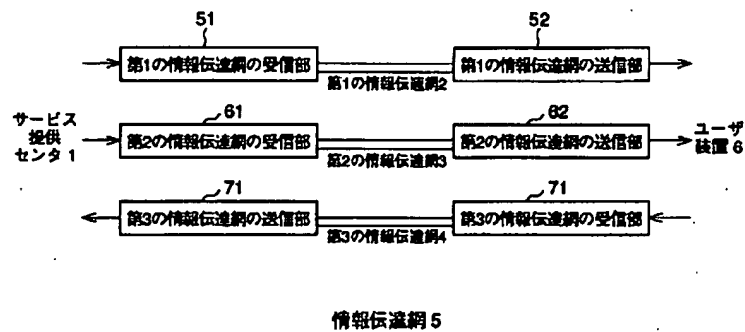 51
52
第1の情報伝達網の受信部
第1の情報伝達網の送信部
第1の情報伝達網2
サービス
提供
センタ1
61
62
第2の情報伝達網の受信部
第2の情報伝達網の送信部
第2の情報伝達網3
ユーザ
装置6
71
71
第3の情報伝達網の送信部
第3の情報伝達網の受信部
第3の情報伝達網4
情報伝達網5